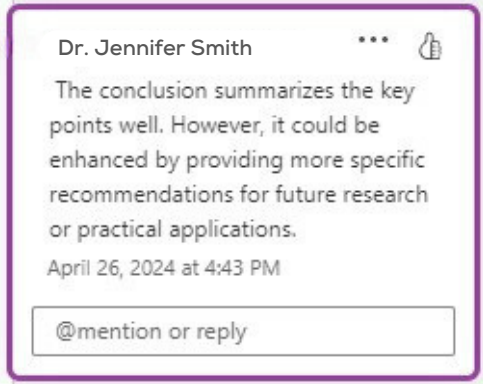 Dr. Jennifer Smith
The conclusion summarizes the key
points well. However, it could be
enhanced by providing more specific
recommendations for future research
or practical applications.
April 26, 2024 at 4:43 PM
@mention or reply